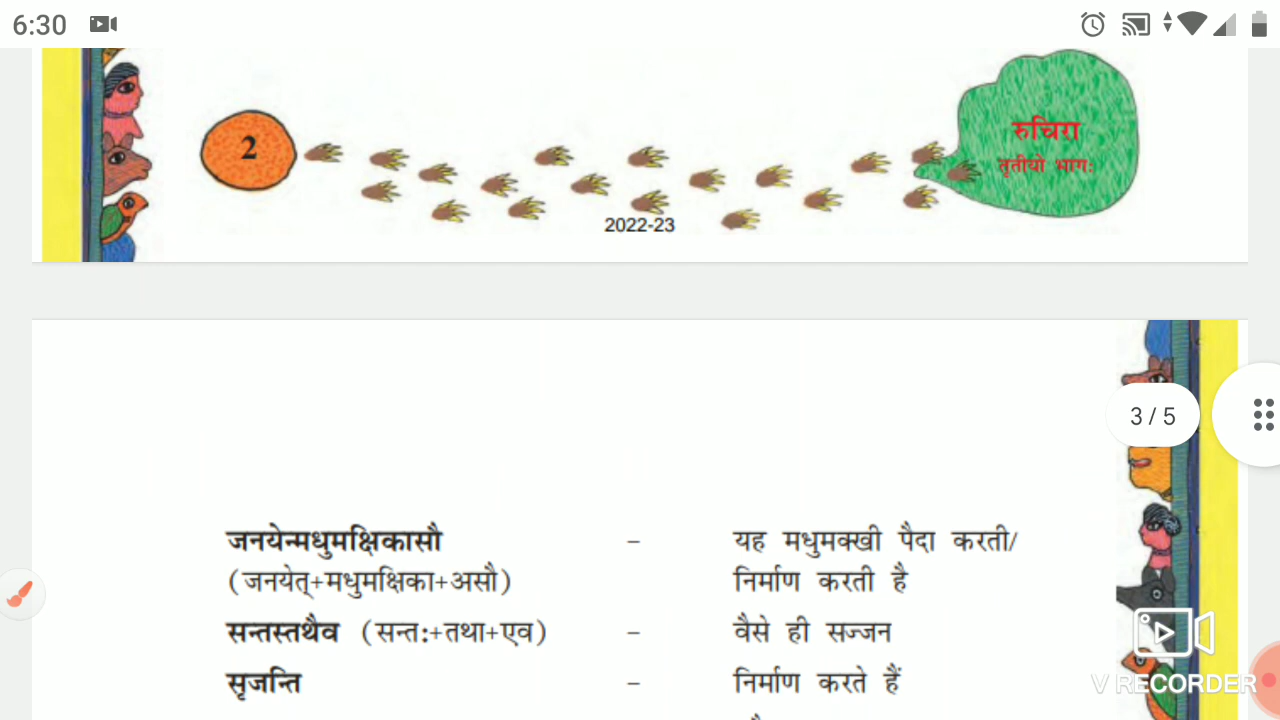 6:30
2
रुचिरा
तृतीयो भागः
2022-23
3 / 5
जनयेन्मधुमक्षिकासौ – यह मधुमक्खी पैदा करती/
(जनयेत्+मधुमक्षिका+असौ) निर्माण करती है
सन्तस्तथैव (सन्तः+तथा+एव) – वैसे ही सज्जन
सृजन्ति – निर्माण करते हैं
V RECORDER